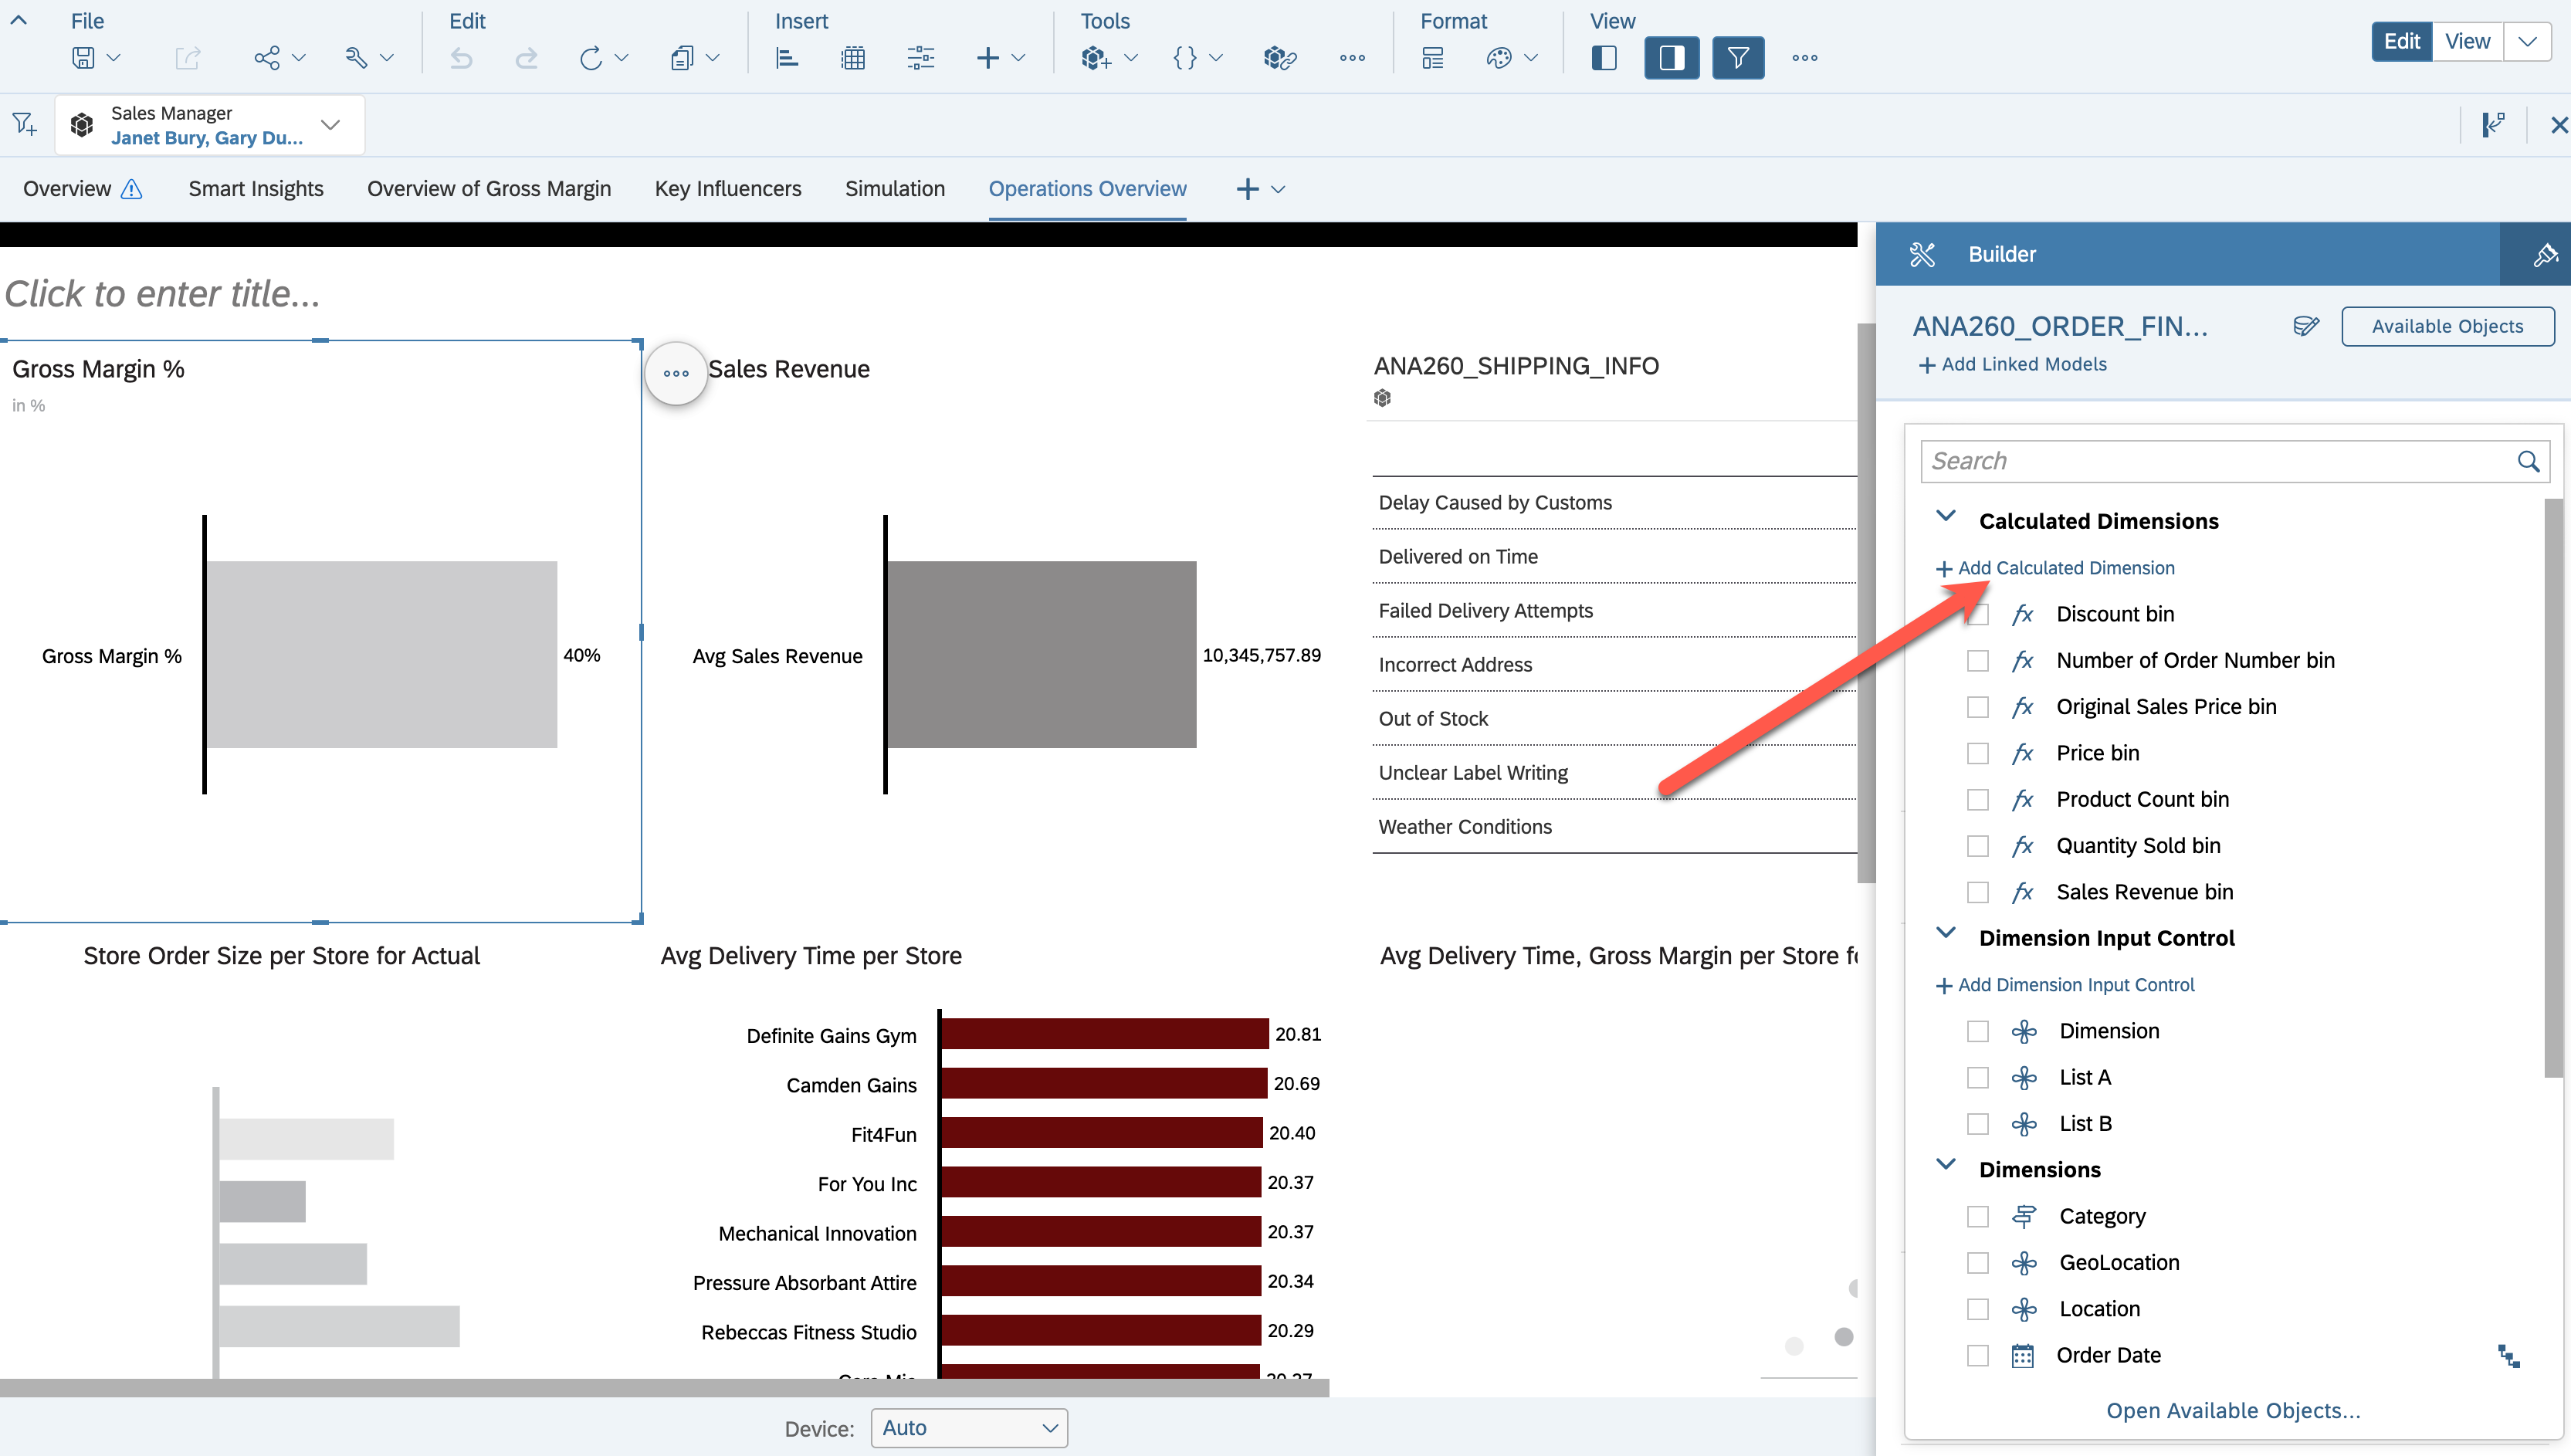 File
Edit
Insert
Tools
Format
View
Edit
View
Sales Manager
Janet Bury, Gary Du...
Overview
Smart Insights
Overview of Gross Margin
Key Influencers
Simulation
Operations Overview
Click to enter title...
Gross Margin %
in %
Gross Margin %
40%
Sales Revenue
Avg Sales Revenue
10,345,757.89
ANA260_SHIPPING_INFO
Delay Caused by Customs
Delivered on Time
Failed Delivery Attempts
Incorrect Address
Out of Stock
Unclear Label Writing
Weather Conditions
Store Order Size per Store for Actual
Avg Delivery Time per Store
Definite Gains Gym 20.81
Camden Gains 20.69
Fit4Fun 20.40
For You Inc 20.37
Mechanical Innovation 20.37
Pressure Absorbant Attire 20.34
Rebeccas Fitness Studio 20.29
Avg Delivery Time, Gross Margin per Store
Device: Auto
Builder
ANA260_ORDER_FIN...
Available Objects
+ Add Linked Models
Search
Calculated Dimensions
+ Add Calculated Dimension
fx Discount bin
fx Number of Order Number bin
fx Original Sales Price bin
fx Price bin
fx Product Count bin
fx Quantity Sold bin
fx Sales Revenue bin
Dimension Input Control
+ Add Dimension Input Control
Dimension
List A
List B
Dimensions
Category
GeoLocation
Location
Order Date
Open Available Objects...